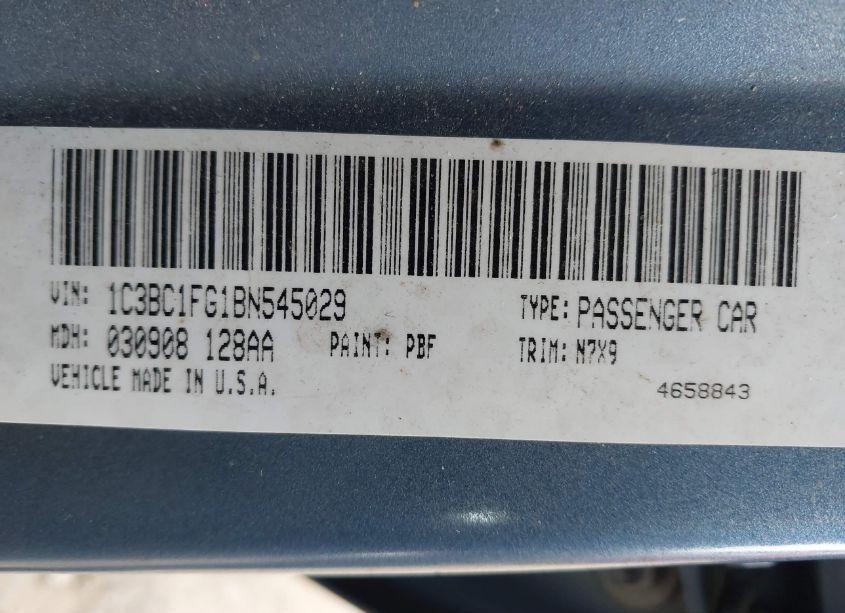 VIN: 1C3BC1FG1BN545029 TYPE: PASSENGER CAR
MDH: 030908 128AA PAINT: PBF TRIM: N7X9
VEHICLE MADE IN U.S.A. 4658843